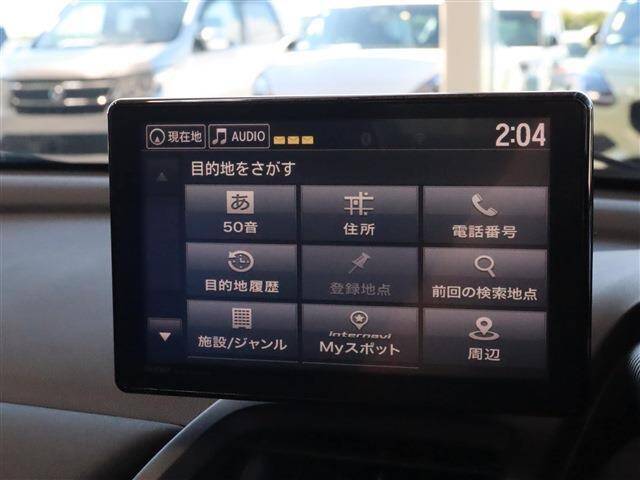 現在地 AUDIO 2:04
目的地をさがす
あ
50音 住所 電話番号
目的地履歴 登録地点 前回の検索地点
internavi
施設/ジャンル Myスポット 周辺